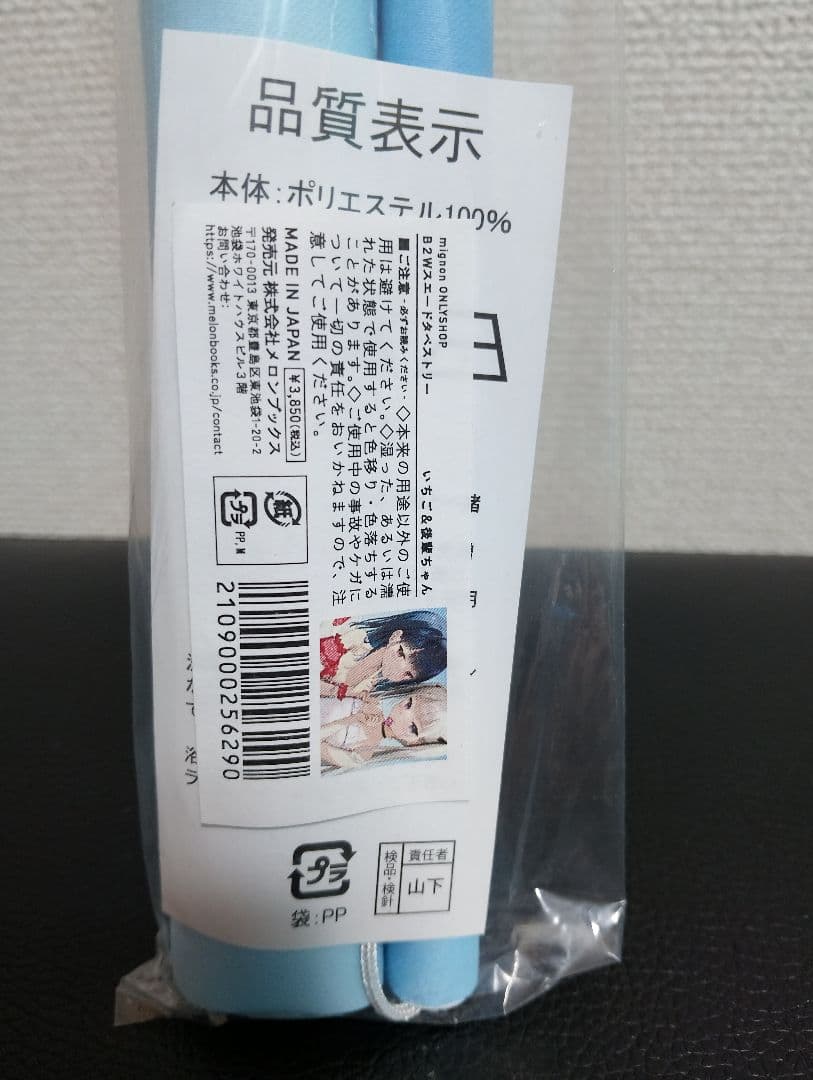 品質表示
本体:ポリエステル100%
mignon ONLYSHOP
B2Wスエードタペストリー　いちご&後輩ちゃん
■ご注意-必ずお読みください- ◇本来の用途以外のご使
用は避けてください。◇湿った、あるいは濡
れた状態で使用すると色移り・色落ちする
ことがあります。◇ご使用中の事故やケガに
ついて一切の責任をおいかねますので、注
意してご使用ください。
MADE IN JAPAN ¥3,850(税込)
発売元 株式会社メロンブックス
〒170-0013 東京都豊島区東池袋1-20-2
池袋ホワイトハウスビル3階
お問い合わせ:
https://www.melonbooks.co.jp/contact
紙
プラ
PP,M
2109000256290
プラ
袋:PP
検品・検針
責任者
山下